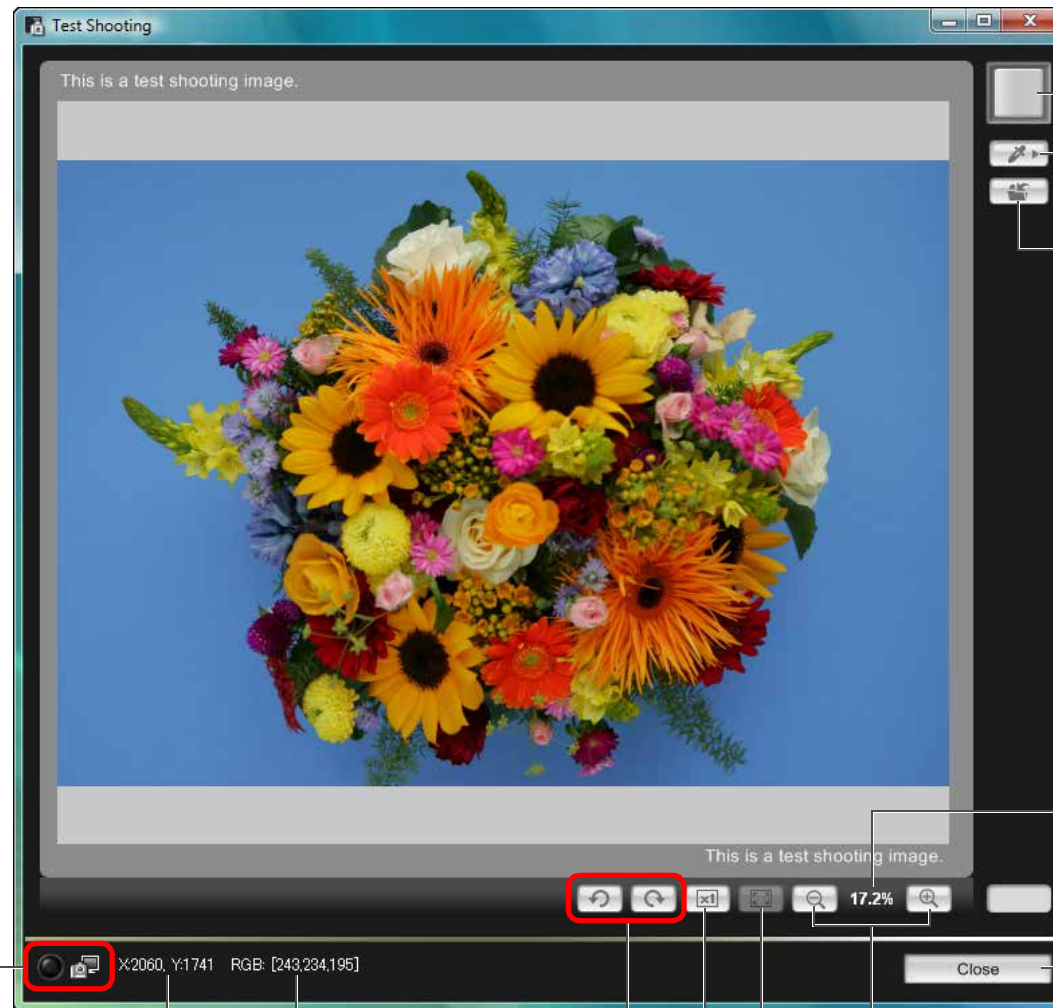 Test Shooting
This is a test shooting image.
This is a test shooting image.
x1 17.2%
X:2060, Y:1741 RGB: [243,234,195]
Close